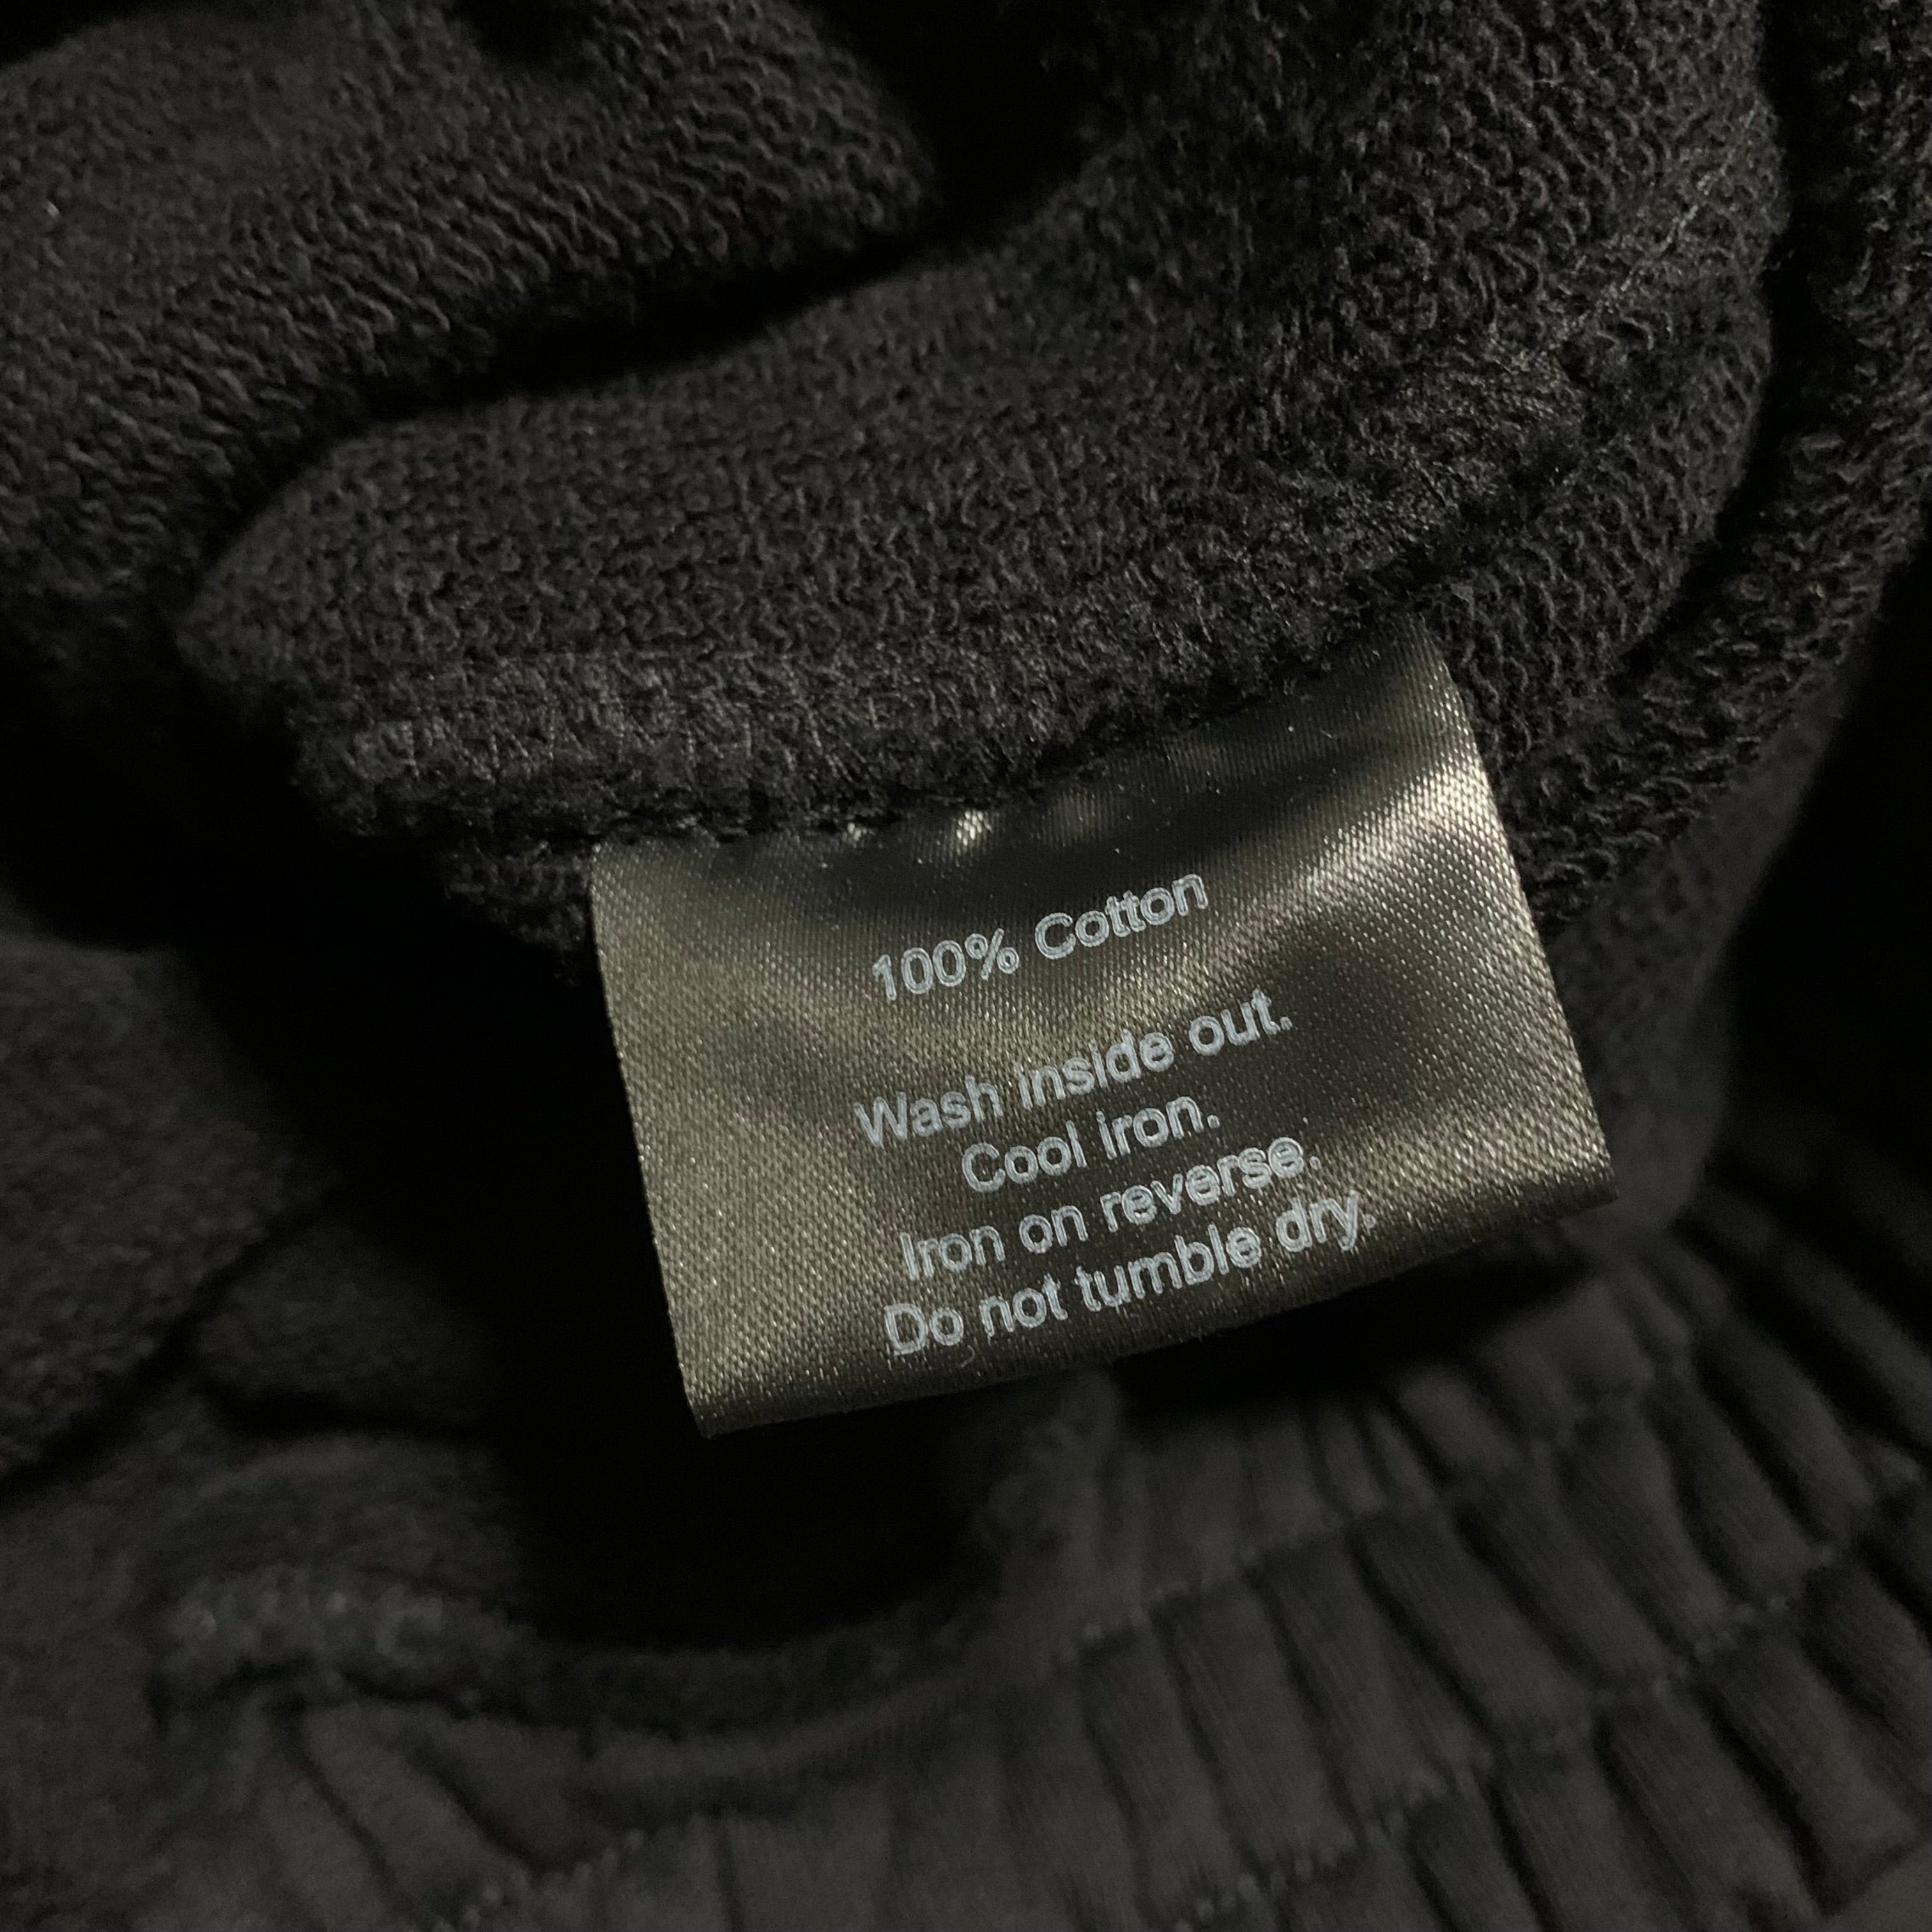 100% Cotton
Wash inside out.
Cool iron.
Iron on reverse.
Do not tumble dry.